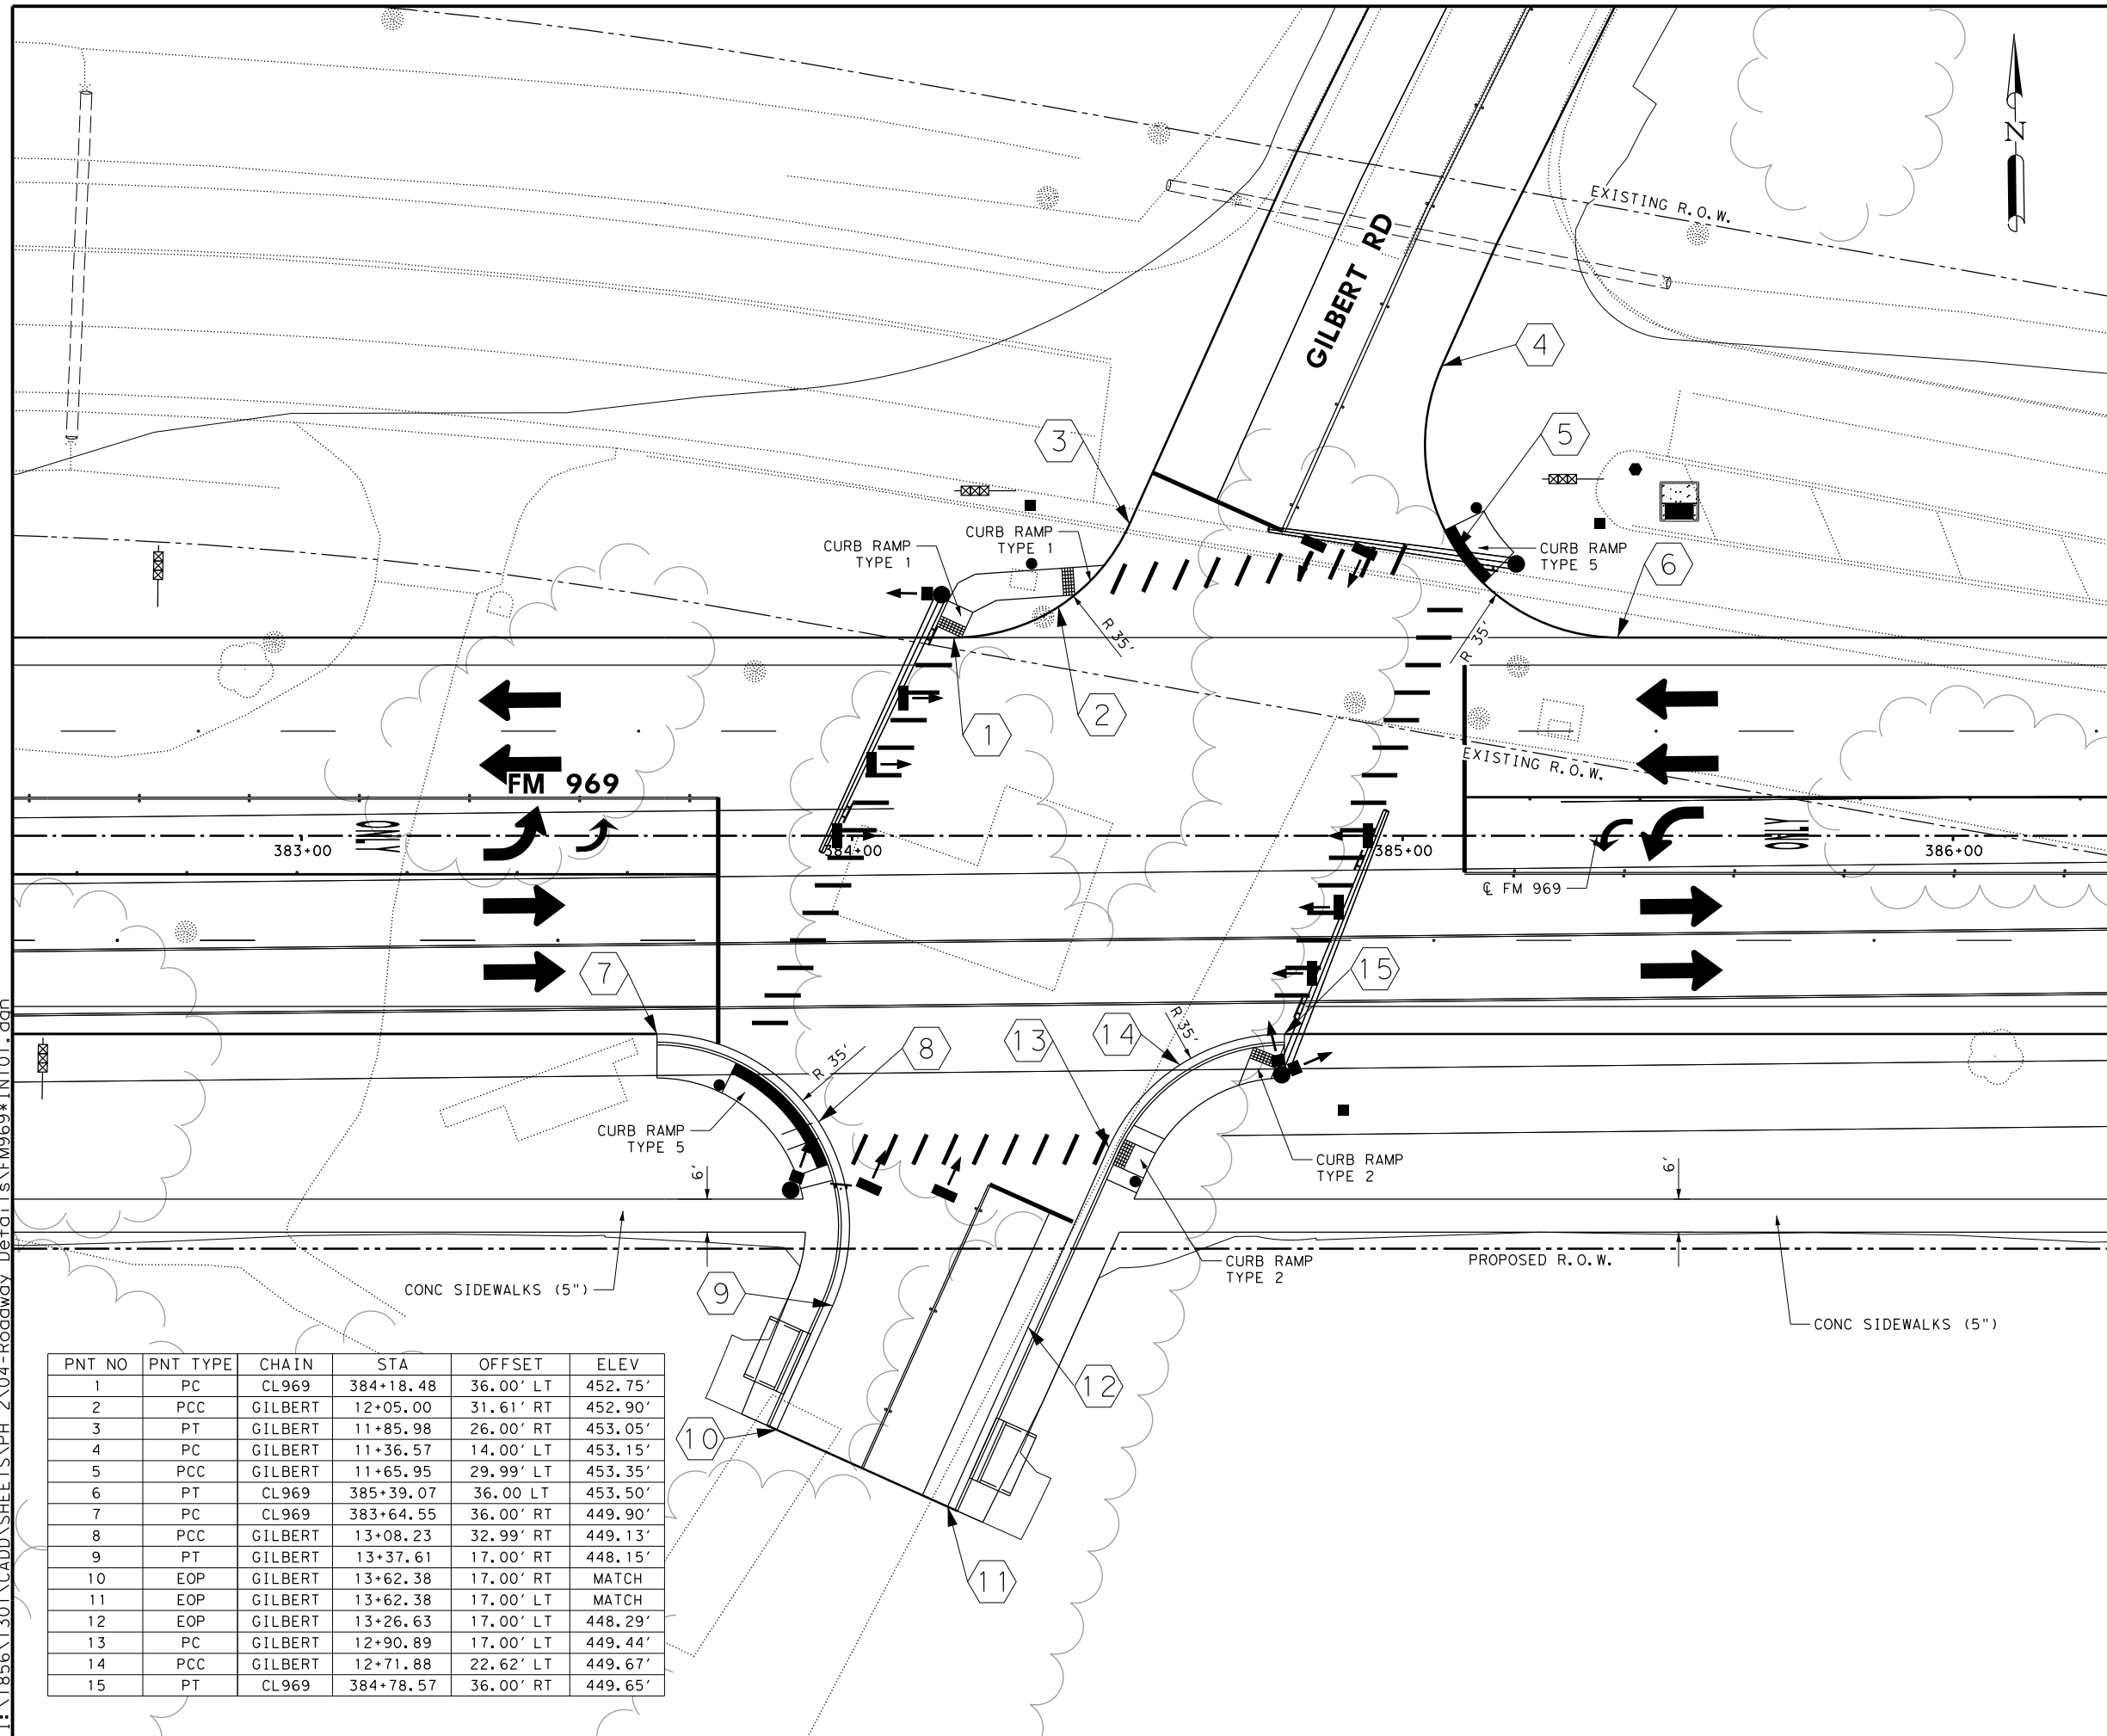 N
EXISTING R.O.W.
GILBERT RD
4
3
5
CURB RAMP
TYPE 1
CURB RAMP
TYPE 1
CURB RAMP
TYPE 5
6
R 35'
R 35'
1
2
EXISTING R.O.W.
FM 969
383+00
384+00
385+00
386+00
ONLY
ONLY
℄ FM 969
7
15
R 35'
13
14
8
R 35'
CURB RAMP
TYPE 5
6'
CURB RAMP
TYPE 2
6'
CURB RAMP
TYPE 2
PROPOSED R.O.W.
CONC SIDEWALKS (5")
9
CONC SIDEWALKS (5")
12
10
11
PNT NO PNT TYPE CHAIN STA OFFSET ELEV
1 PC CL969 384+18.48 36.00' LT 452.75'
2 PCC GILBERT 12+05.00 31.61' RT 452.90'
3 PT GILBERT 11+85.98 26.00' RT 453.05'
4 PC GILBERT 11+36.57 14.00' LT 453.15'
5 PCC GILBERT 11+65.95 29.99' LT 453.35'
6 PT CL969 385+39.07 36.00 LT 453.50'
7 PC CL969 383+64.55 36.00' RT 449.90'
8 PCC GILBERT 13+08.23 32.99' RT 449.13'
9 PT GILBERT 13+37.61 17.00' RT 448.15'
10 EOP GILBERT 13+62.38 17.00' RT MATCH
11 EOP GILBERT 13+62.38 17.00' LT MATCH
12 EOP GILBERT 13+26.63 17.00' LT 448.29'
13 PC GILBERT 12+90.89 17.00' LT 449.44'
14 PCC GILBERT 12+71.88 22.62' LT 449.67'
15 PT CL969 384+78.57 36.00' RT 449.65'